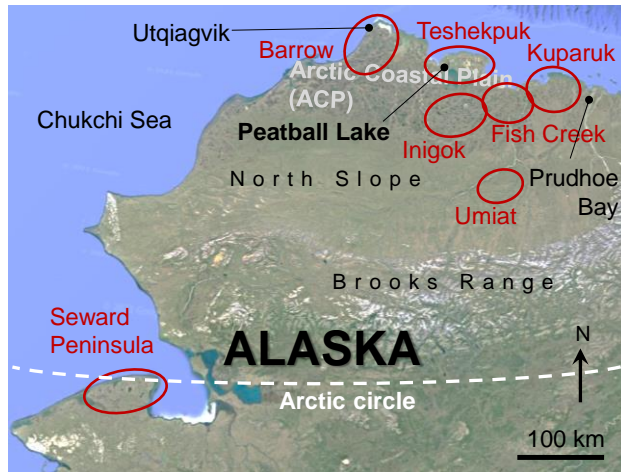 Utqiagvik
Barrow
Teshekpuk
Kuparuk
Arctic Coastal Plain
(ACP)
Chukchi Sea
Peatball Lake
Fish Creek
Inigok
North Slope
Prudhoe
Bay
Umiat
Brooks Range
Seward
Peninsula
ALASKA
N
Arctic circle
100 km